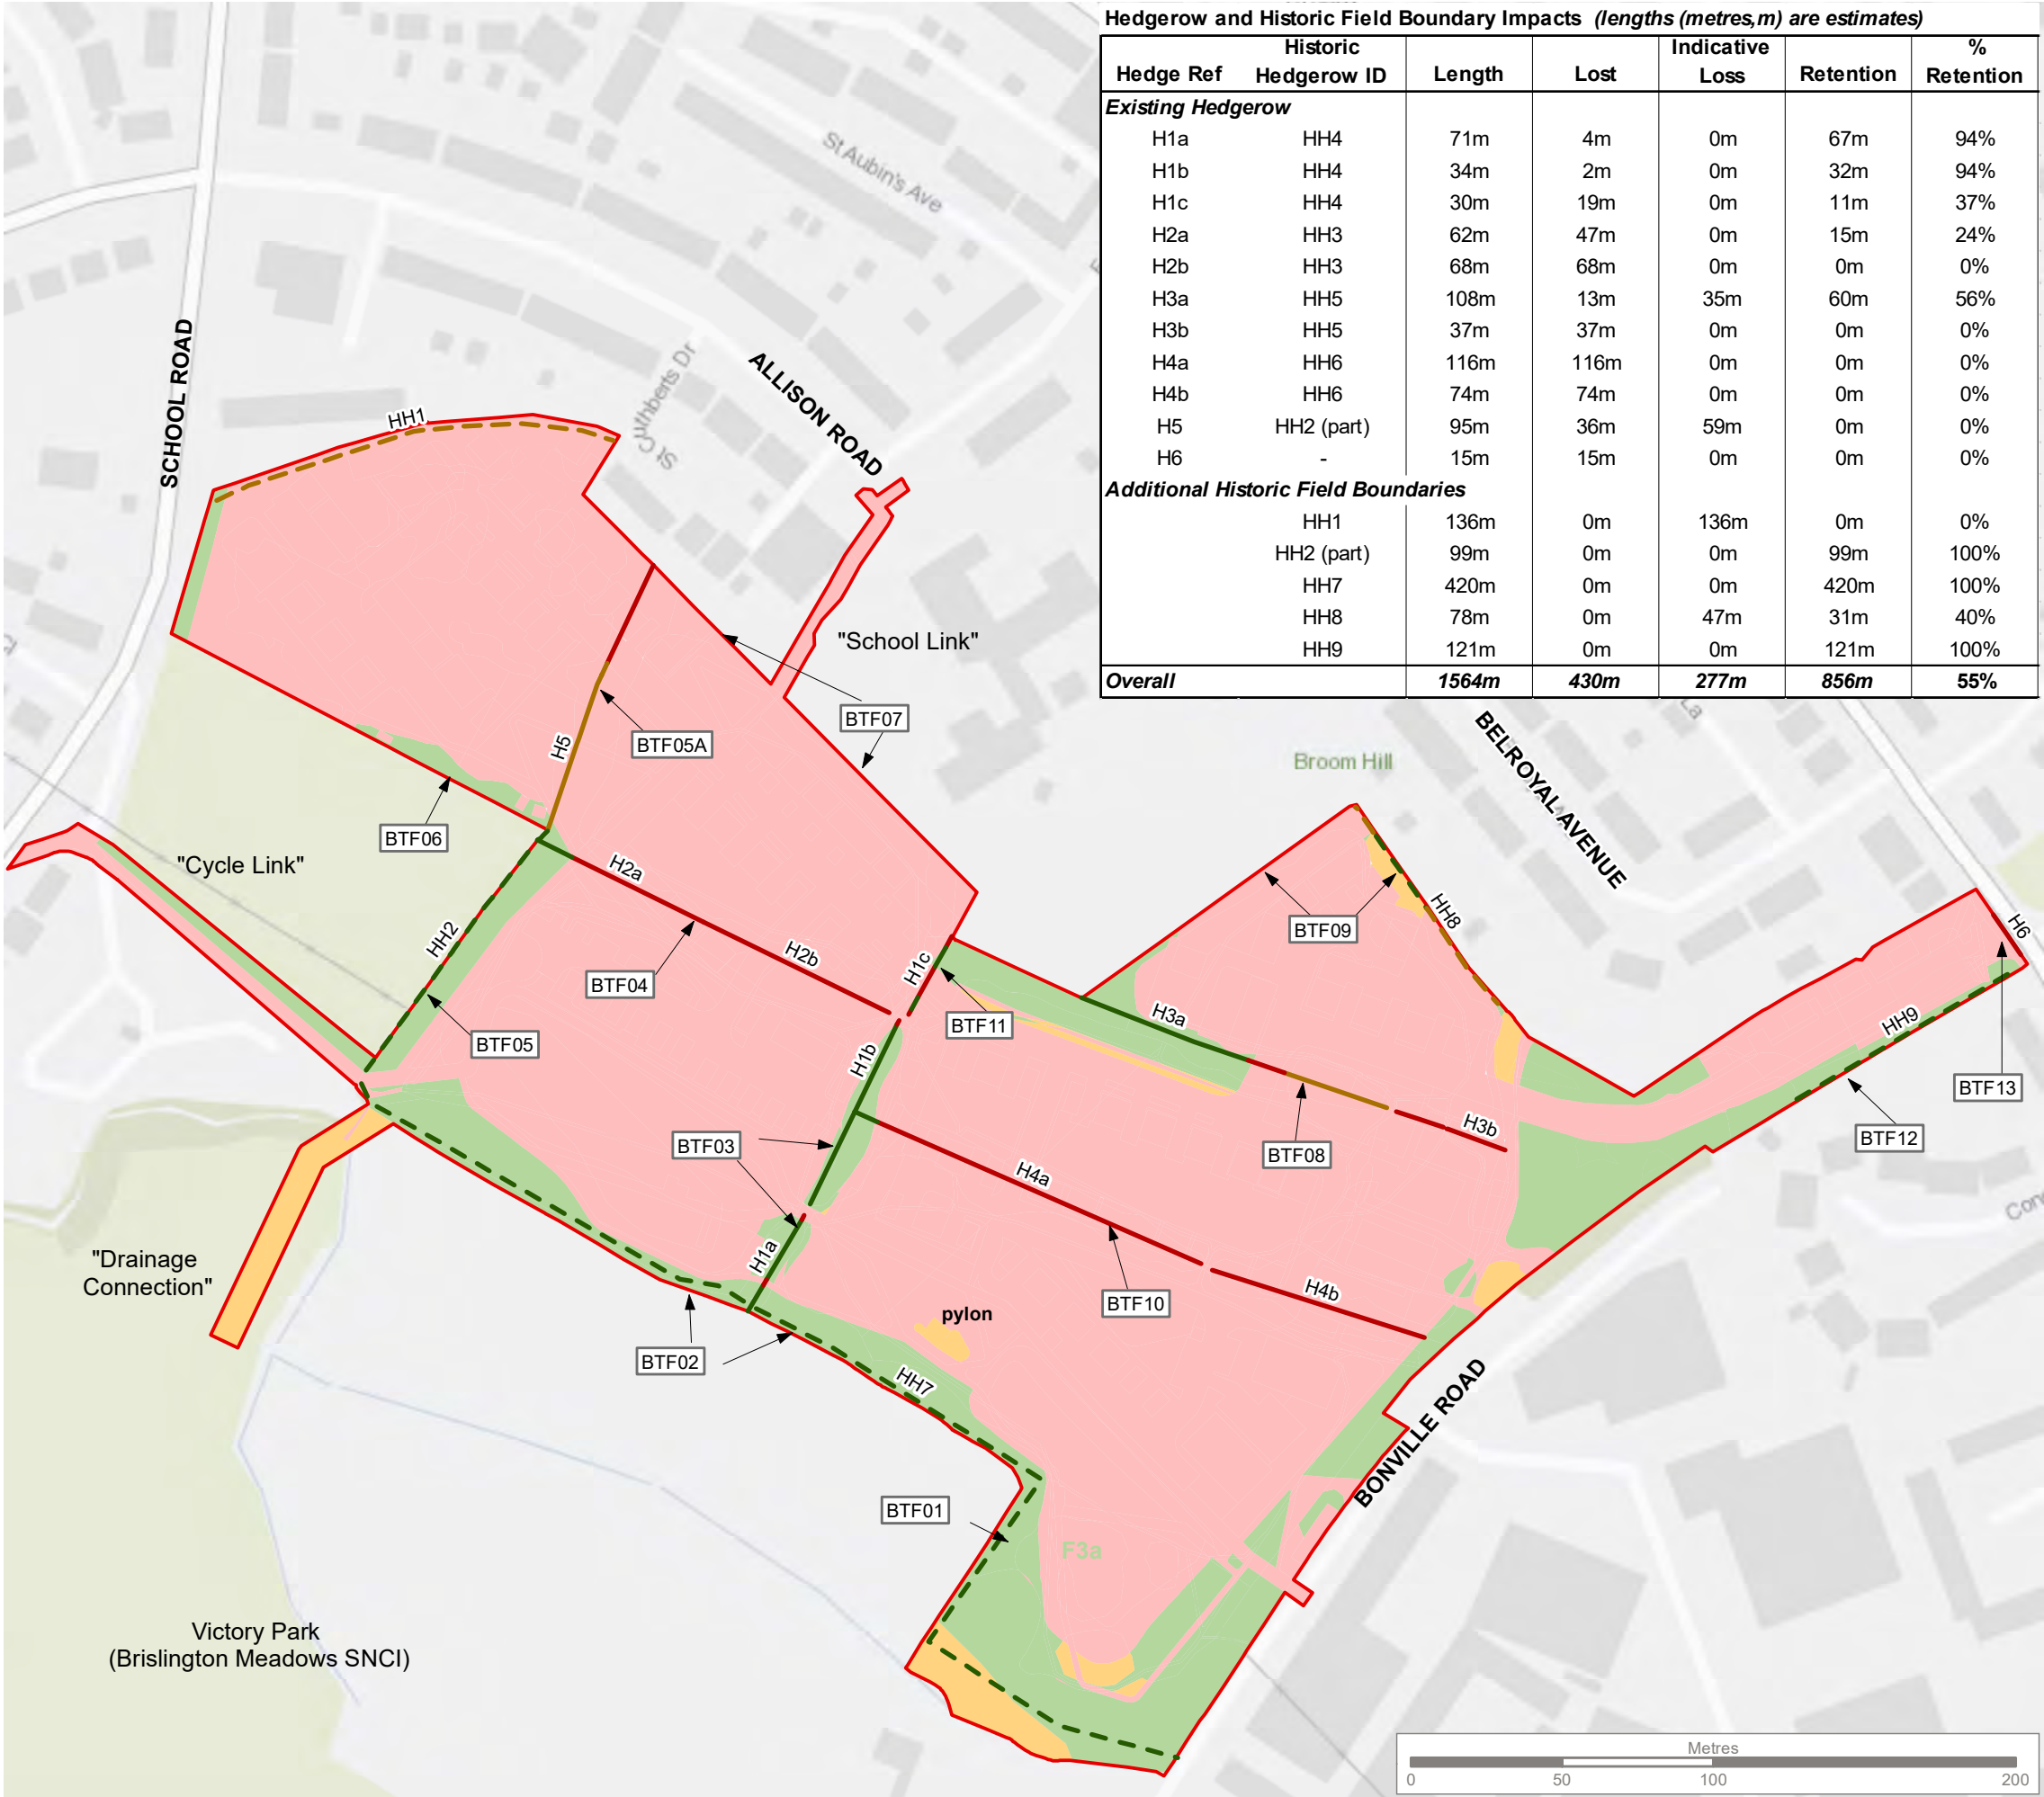 Hedgerow and Historic Field Boundary Impacts (lengths (metres,m) are estimates)
Hedge Ref Historic Hedgerow ID Length Lost Indicative Loss Retention % Retention
Existing Hedgerow
H1a HH4 71m 4m 0m 67m 94%
H1b HH4 34m 2m 0m 32m 94%
H1c HH4 30m 19m 0m 11m 37%
H2a HH3 62m 47m 0m 15m 24%
H2b HH3 68m 68m 0m 0m 0%
H3a HH5 108m 13m 35m 60m 56%
H3b HH5 37m 37m 0m 0m 0%
H4a HH6 116m 116m 0m 0m 0%
H4b HH6 74m 74m 0m 0m 0%
H5 HH2 (part) 95m 36m 59m 0m 0%
H6 - 15m 15m 0m 0m 0%
Additional Historic Field Boundaries
HH1 136m 0m 136m 0m 0%
HH2 (part) 99m 0m 0m 99m 100%
HH7 420m 0m 0m 420m 100%
HH8 78m 0m 47m 31m 40%
HH9 121m 0m 0m 121m 100%
Overall 1564m 430m 277m 856m 55%
St Aubin's Ave
SCHOOL ROAD
ALLISON ROAD
St Cuthberts Dr
HH1
"School Link"
BTF07
BTF05A
H5
BTF06
"Cycle Link"
H2a
HH2
BTF04
H2b
BTF05
H1c
BTF11
Broom Hill
BELROYAL AVENUE
La
BTF09
HH8
H6
HH9
BTF13
BTF12
H3a
H3b
BTF08
H1b
BTF03
H4a
H1a
H4b
BTF10
"Drainage
Connection"
pylon
BTF02
HH7
BONVILLE ROAD
BTF01
F3a
Victory Park
(Brislington Meadows SNCI)
Metres
0 50 100 200